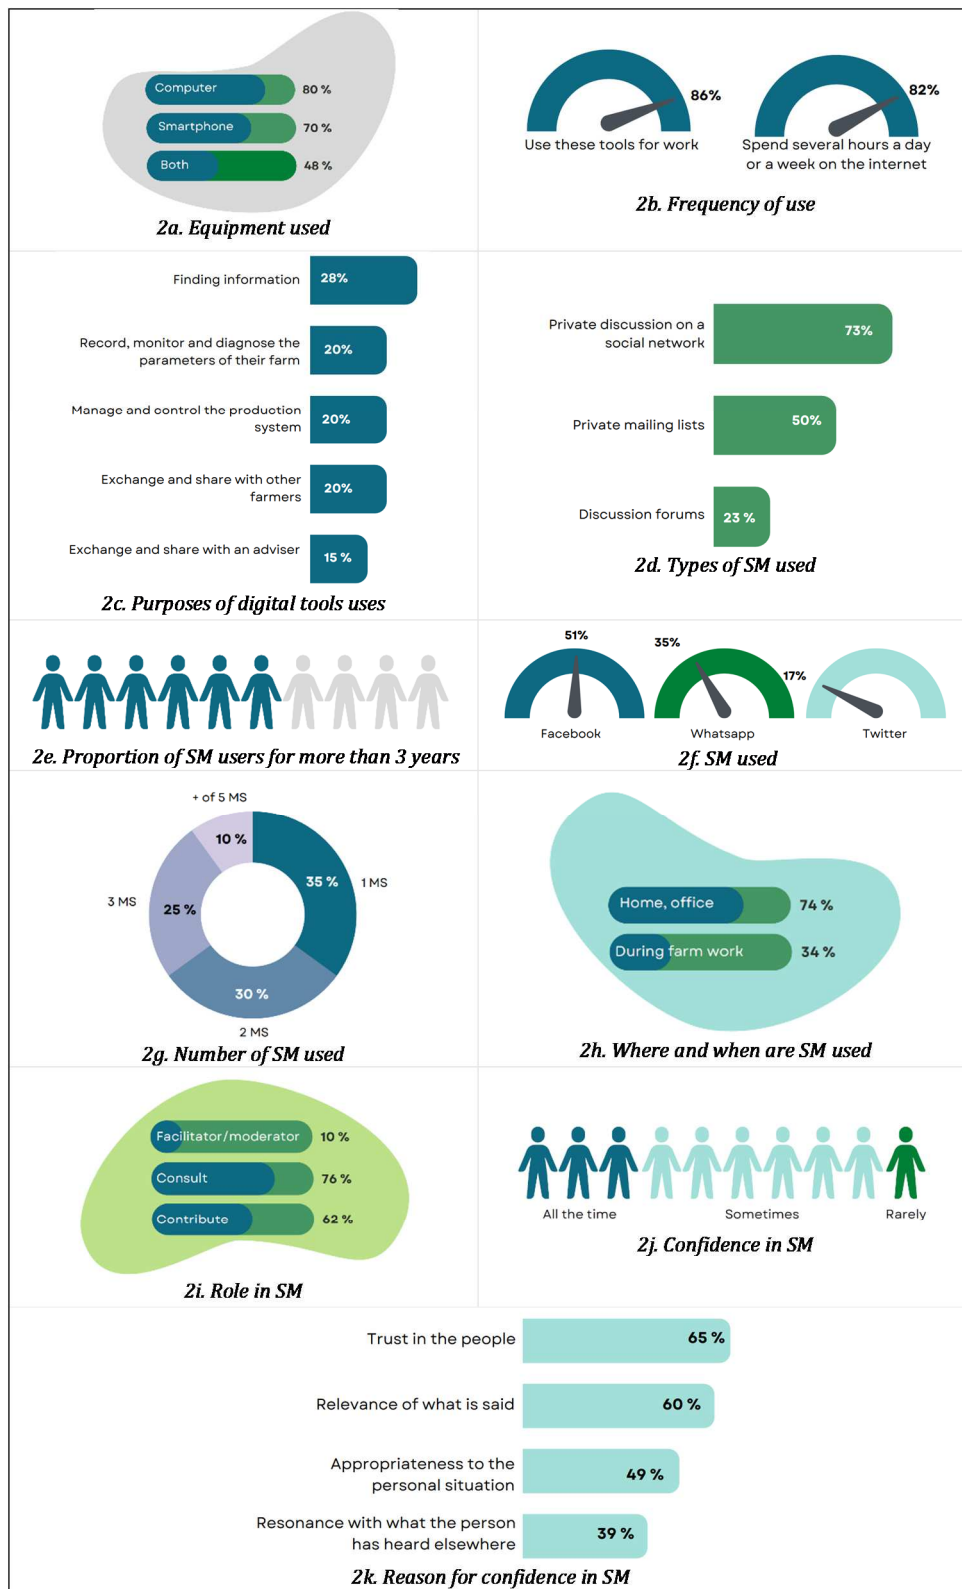 Computer
80 %
Smartphone
70 %
Both
48 %
2a. Equipment used
86%
Use these tools for work
82%
Spend several hours a day
or a week on the internet
2b. Frequency of use
Finding information
28%
Record, monitor and diagnose the
parameters of their farm
20%
Manage and control the production
system
20%
Exchange and share with other
farmers
20%
Exchange and share with an adviser
15 %
2c. Purposes of digital tools uses
Private discussion on a
social network
73%
Private mailing lists
50%
Discussion forums
23 %
2d. Types of SM used
2e. Proportion of SM users for more than 3 years
51%
Facebook
35%
Whatsapp
17%
Twitter
2f. SM used
+ of 5 MS
10 %
35 %
1 MS
3 MS
25 %
30 %
2 MS
2g. Number of SM used
Home, office
74 %
During farm work
34 %
2h. Where and when are SM used
Facilitator/moderator
10 %
Consult
76 %
Contribute
62 %
2i. Role in SM
All the time
Sometimes
Rarely
2j. Confidence in SM
Trust in the people
65 %
Relevance of what is said
60 %
Appropriateness to the
personal situation
49 %
Resonance with what the person
has heard elsewhere
39 %
2k. Reason for confidence in SM